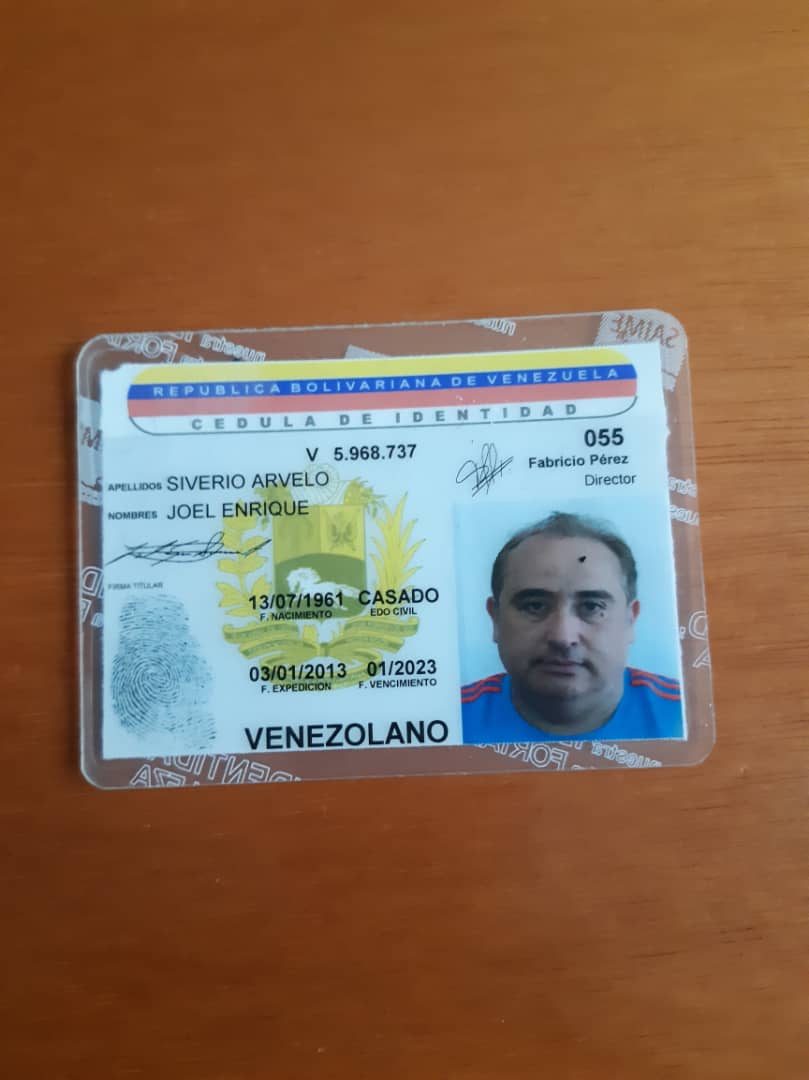 REPUBLICA BOLIVARIANA DE VENEZUELA
CEDULA DE IDENTIDAD
V 5.968.737
055
Fabricio Pérez
Director
APELLIDOS SIVERIO ARVELO
NOMBRES JOEL ENRIQUE
FIRMA TITULAR
13/07/1961 CASADO
F. NACIMIENTO EDO CIVIL
03/01/2013 01/2023
F. EXPEDICION F. VENCIMIENTO
VENEZOLANO
SAIME